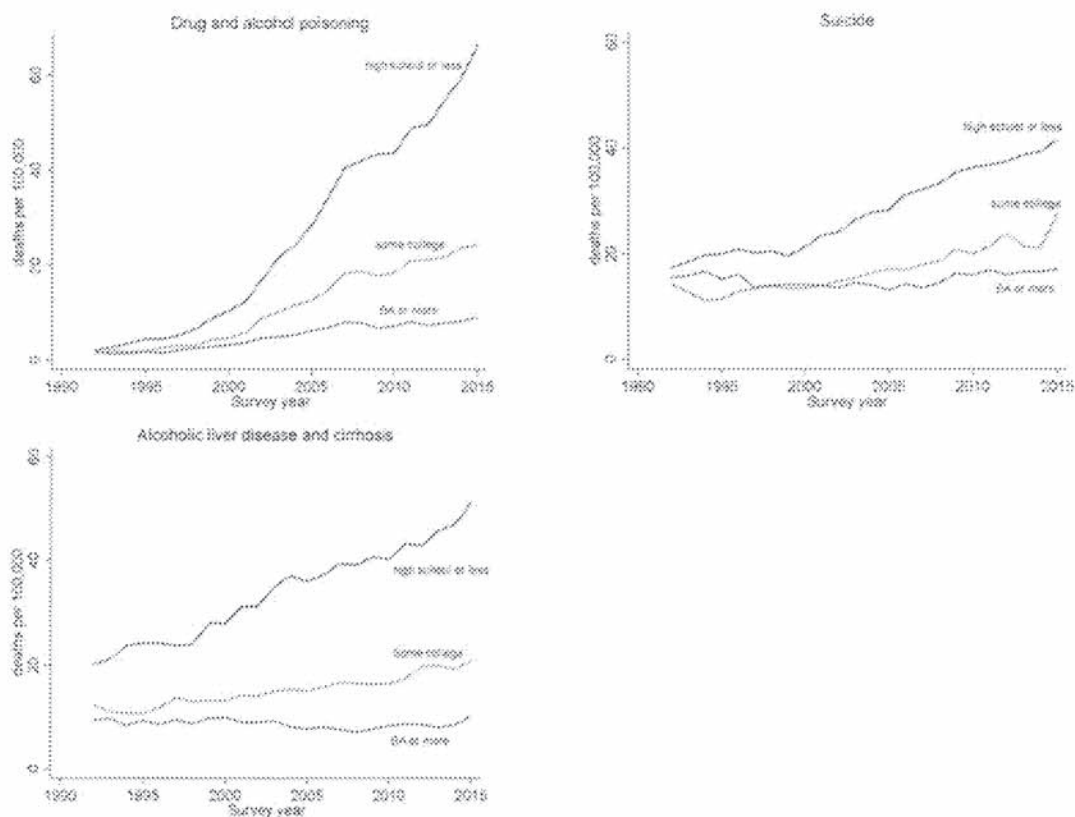 Drug and alcohol poisoning
deaths per 100,000
60
40
20
0
high school or less
some college
BA or more
1990 1995 2000 2005 2010 2015
Survey year
Suicide
deaths per 100,000
60
40
20
0
high school or less
some college
BA or more
1990 1995 2000 2005 2010 2015
Survey year
Alcoholic liver disease and cirrhosis
deaths per 100,000
60
40
20
0
high school or less
Some college
BA or more
1990 1995 2000 2005 2010 2015
Survey year